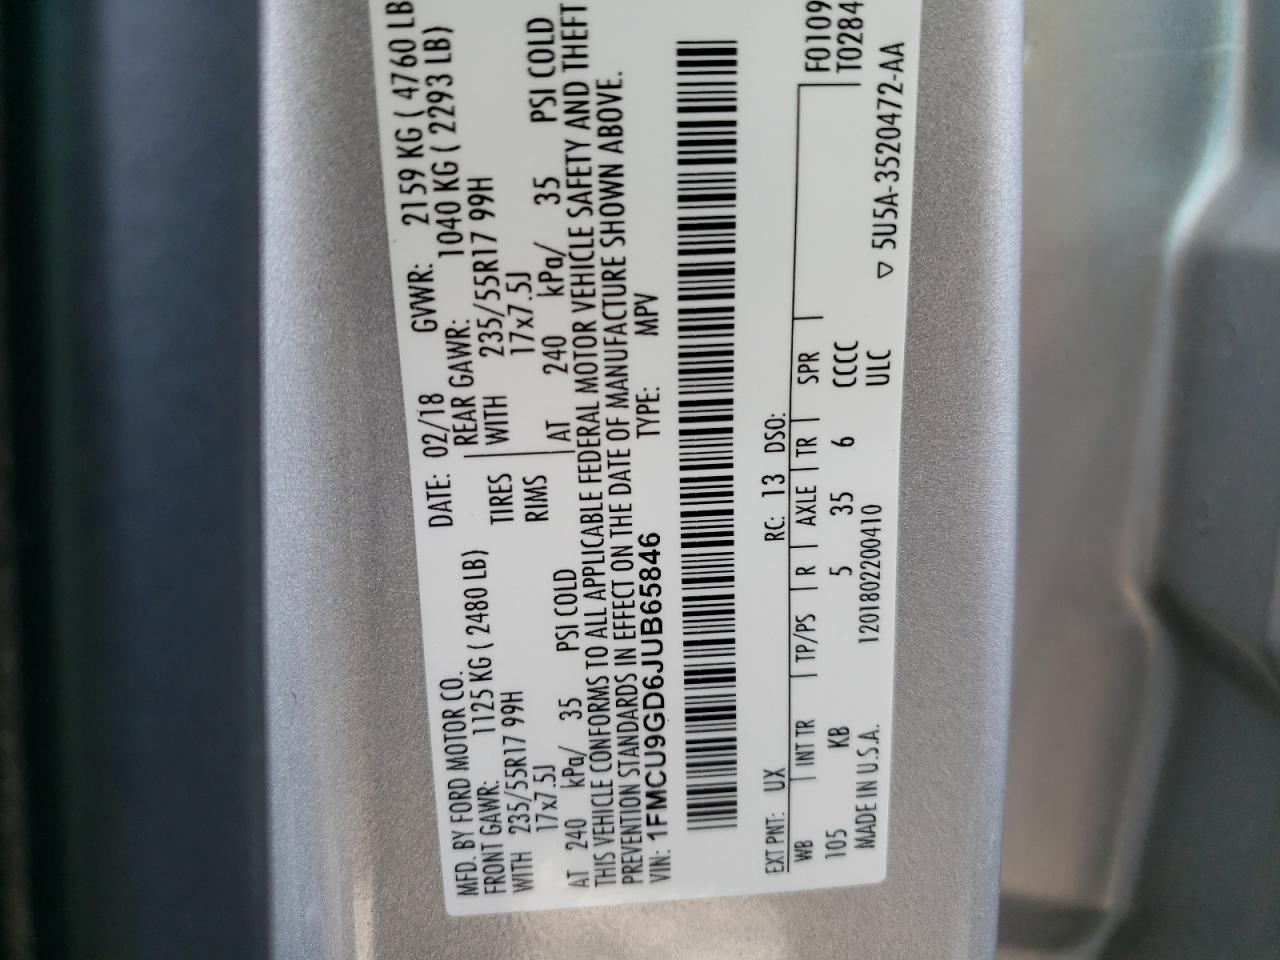 MFD. BY FORD MOTOR CO.
DATE: 02/18 GVWR: 2159 KG ( 4760 LB
FRONT GAWR: 1125 KG ( 2480 LB)
REAR GAWR: 1040 KG ( 2293 LB)
WITH 235/55R17 99H TIRES WITH 235/55R17 99H
17x7.5J RIMS 17x7.5J
AT 240 kPa/ 35 PSI COLD AT 240 kPa/ 35 PSI COLD
THIS VEHICLE CONFORMS TO ALL APPLICABLE FEDERAL MOTOR VEHICLE SAFETY AND THEFT
PREVENTION STANDARDS IN EFFECT ON THE DATE OF MANUFACTURE SHOWN ABOVE.
VIN: 1FMCU9GD6JUB65846 TYPE: MPV
EXT PNT: UX RC: 13 DSO: F0109
WB INT TR TP/PS R AXLE TR SPR T0284
105 KB 5 35 6 CCCC
MADE IN U.S.A. 120180220​0410 ULC ▽ 5U5A-3520472-AA